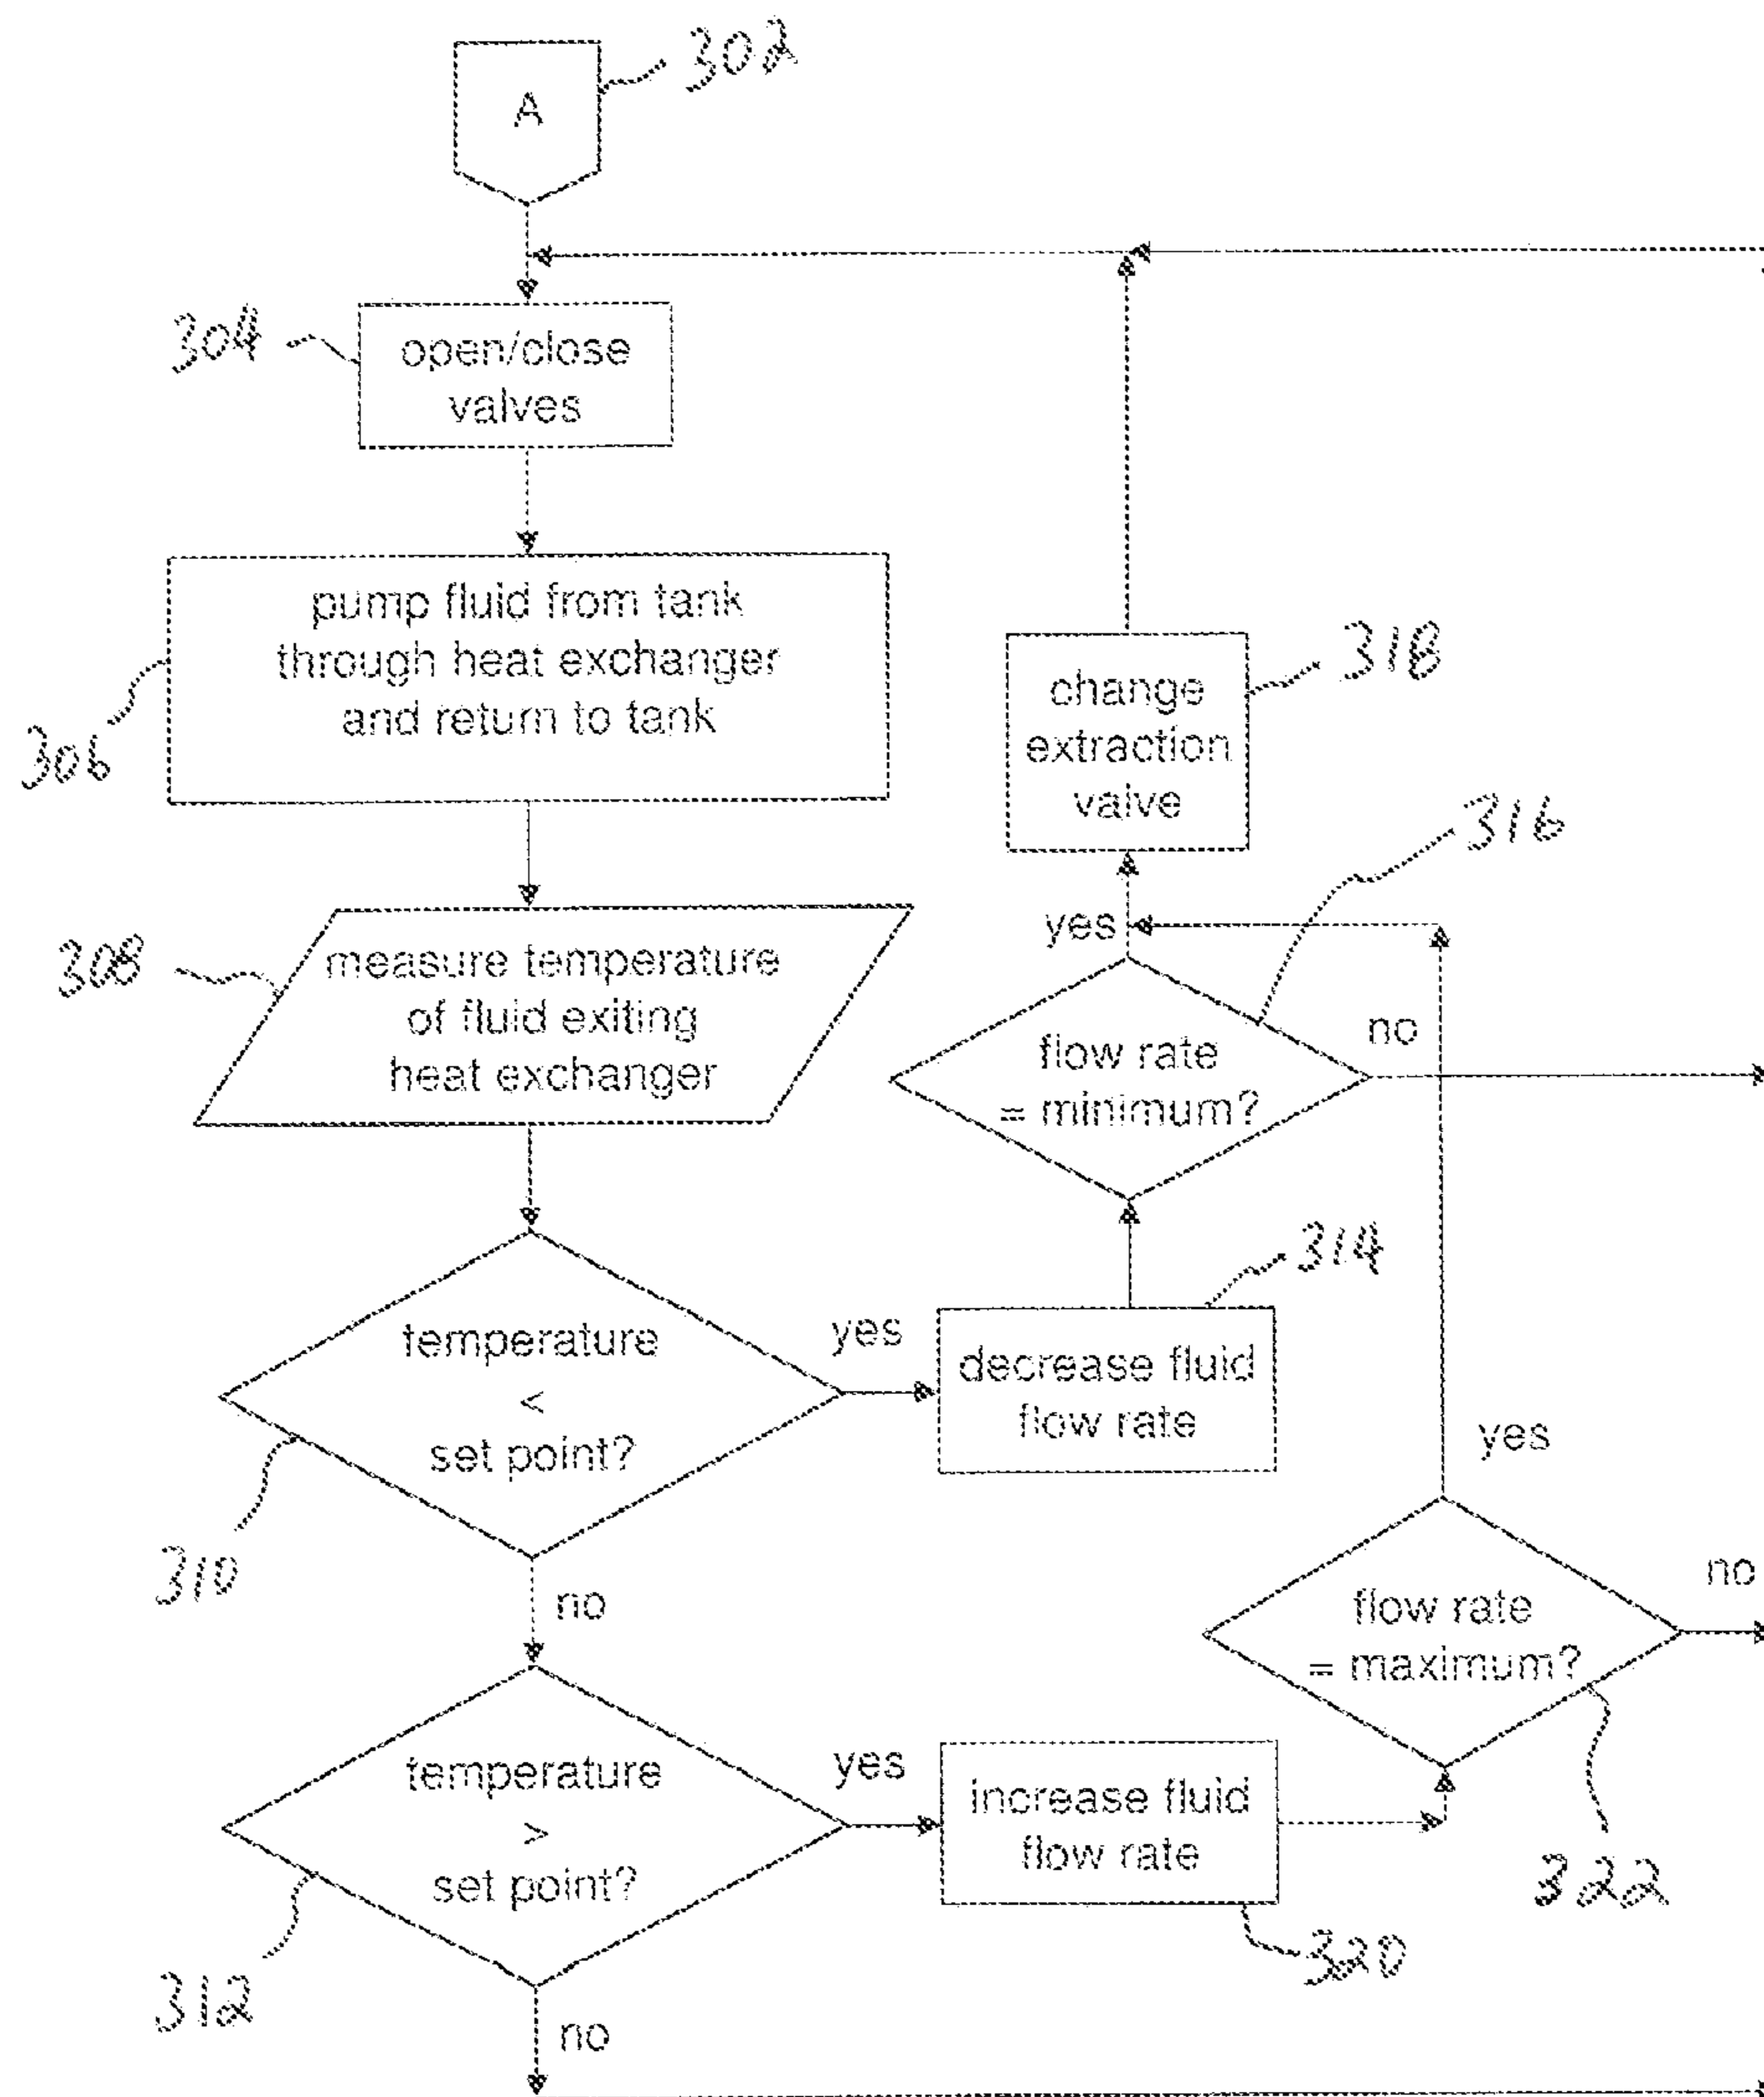 A
302
304
open/close
valves
306
pump fluid from tank
through heat exchanger
and return to tank
308
measure temperature
of fluid exiting
heat exchanger
310
temperature
<
set point?
yes
no
314
decrease fluid
flow rate
316
flow rate
= minimum?
yes
no
318
change
extraction
valve
312
temperature
>
set point?
yes
no
320
increase fluid
flow rate
322
flow rate
= maximum?
yes
no